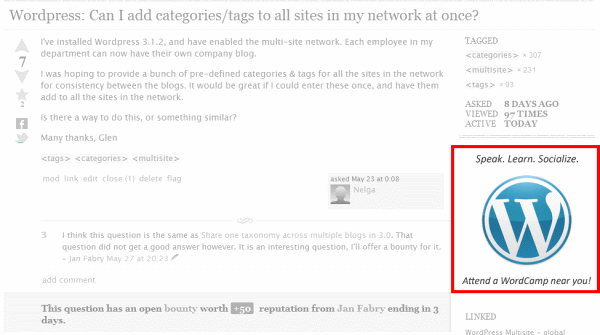 Wordpress: Can I add categories/tags to all sites in my network at once?
7
2
I've installed Wordpress 3.1.2, and have enabled the multi-site network. Each employee in my
department can now have their own company blog.
I was hoping to provide a bunch of pre-defined categories & tags for all the sites in the network
for consistency between the blogs. It would be great if I could enter these once, and have them
add to all the sites in the network.
Is there a way to do this, or something similar?
Many thanks, Glen
<tags> <categories> <multisite>
mod link edit close (1) delete flag
asked May 23 at 0:08
Nelga
3 I think this question is the same as Share one taxonomy across multiple blogs in 3.0. That
question did not get a good answer however. It is an interesting question, I'll offer a bounty for it.
– Jan Fabry May 27 at 20:23
add comment
This question has an open bounty worth +50 reputation from Jan Fabry ending in 3
days.
TAGGED
<categories> × 307
<multisite> × 231
<tags> × 93
ASKED 8 DAYS AGO
VIEWED 97 TIMES
ACTIVE TODAY
Speak. Learn. Socialize.
W
Attend a WordCamp near you!
LINKED
WordPress Multisite - global